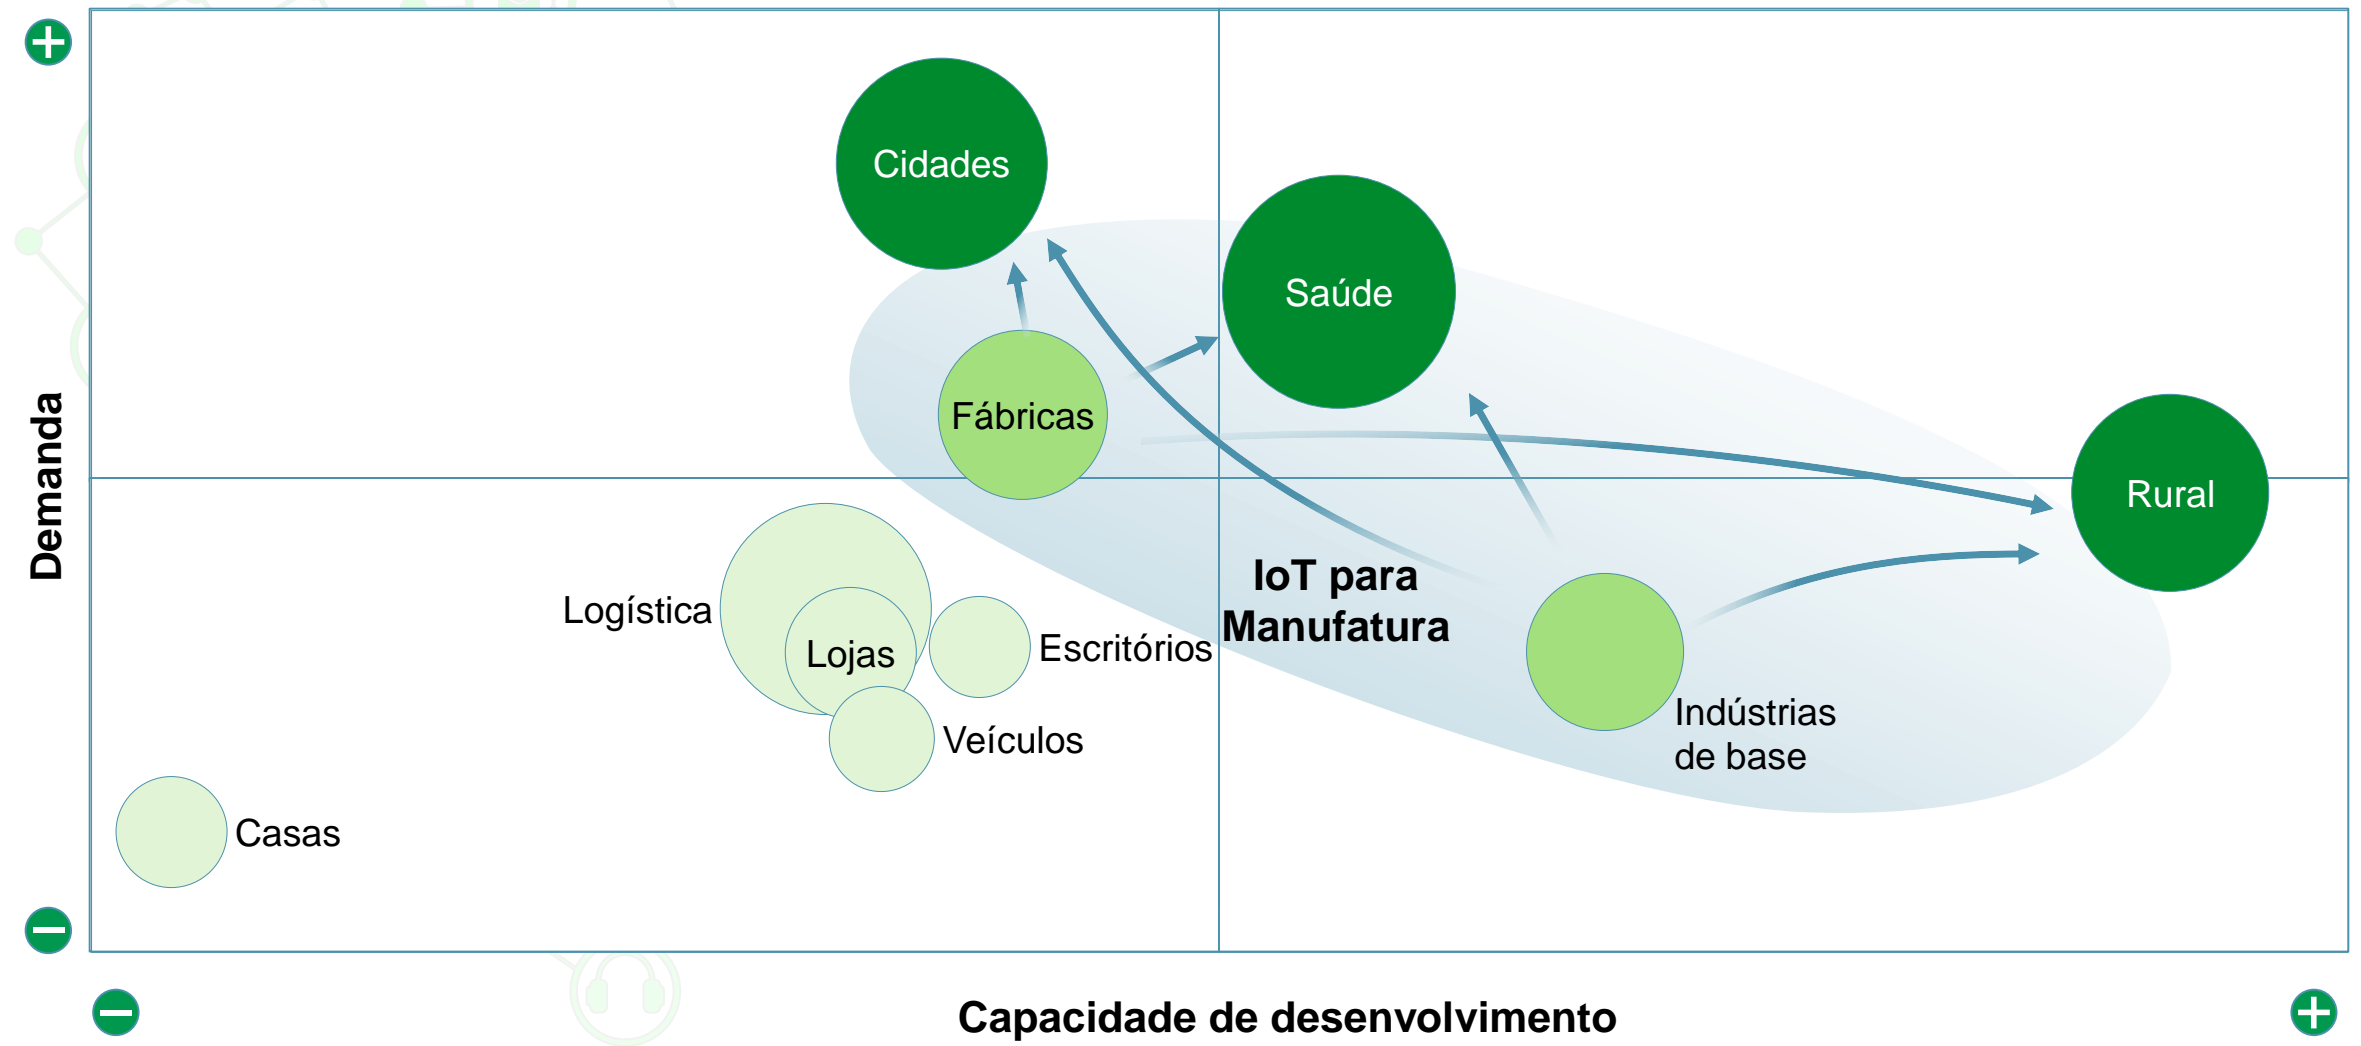 Cidades
Saúde
Fábricas
Demanda
Rural
IoT para
Manufatura
Logística
Lojas
Escritórios
Veículos
Indústrias
de base
Casas
Capacidade de desenvolvimento